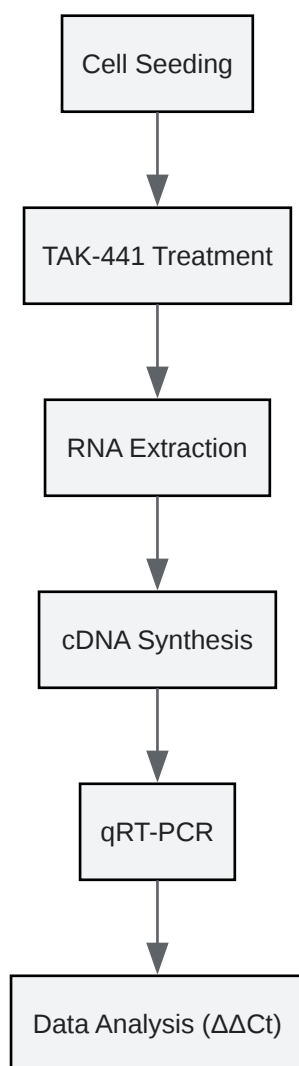 Cell Seeding
TAK-441 Treatment
RNA Extraction
cDNA Synthesis
qRT-PCR
Data Analysis (ΔΔCt)